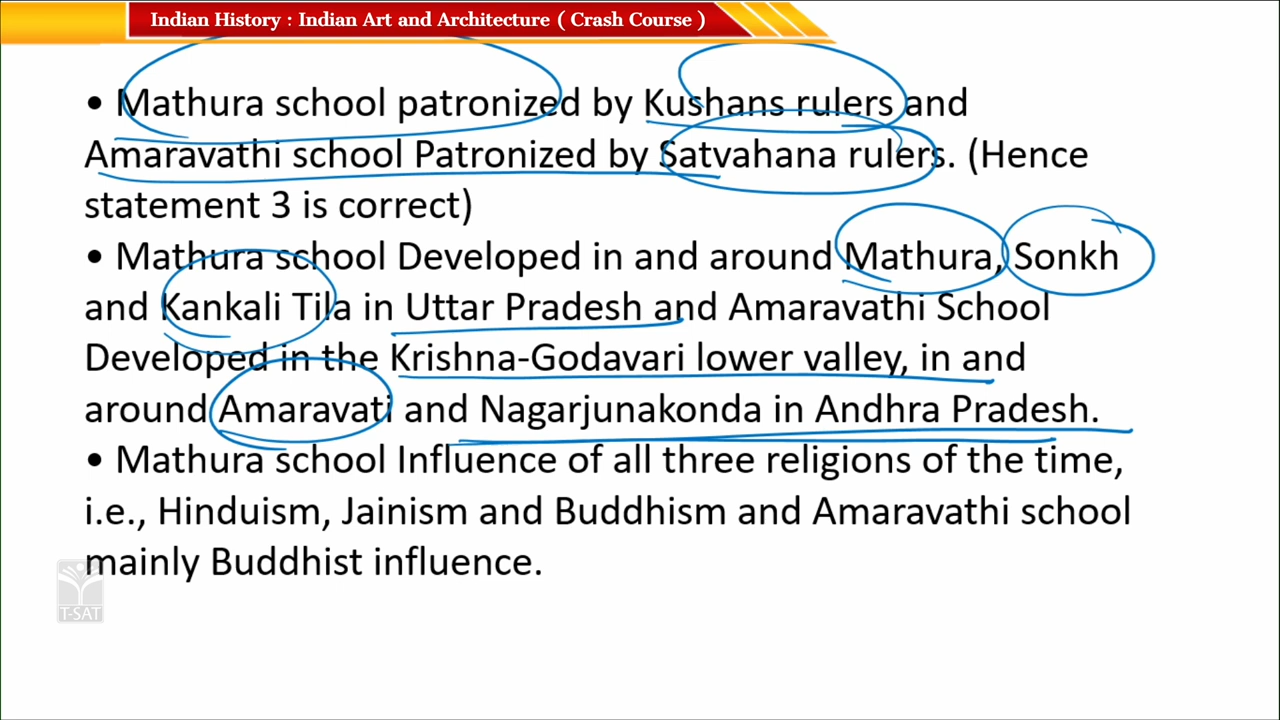 Indian History : Indian Art and Architecture ( Crash Course )
• Mathura school patronized by Kushans rulers and
Amaravathi school Patronized by Satvahana rulers. (Hence
statement 3 is correct)
• Mathura school Developed in and around Mathura, Sonkh
and Kankali Tila in Uttar Pradesh and Amaravathi School
Developed in the Krishna-Godavari lower valley, in and
around Amaravati and Nagarjunakonda in Andhra Pradesh.
• Mathura school Influence of all three religions of the time,
i.e., Hinduism, Jainism and Buddhism and Amaravathi school
mainly Buddhist influence.
T-SAT